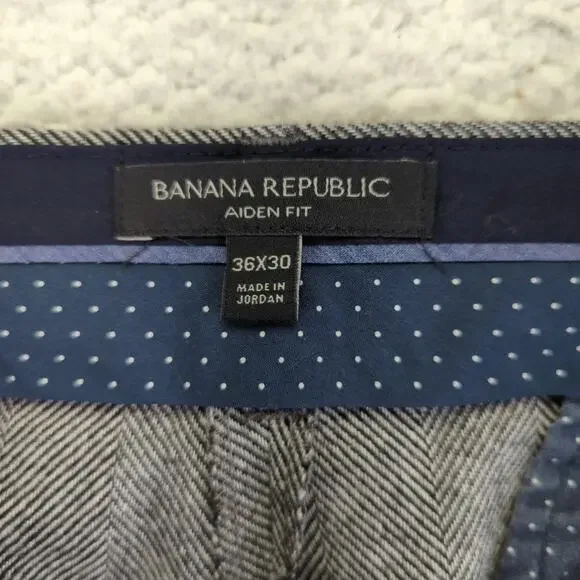 BANANA REPUBLIC
AIDEN FIT
36X30
MADE IN
JORDAN